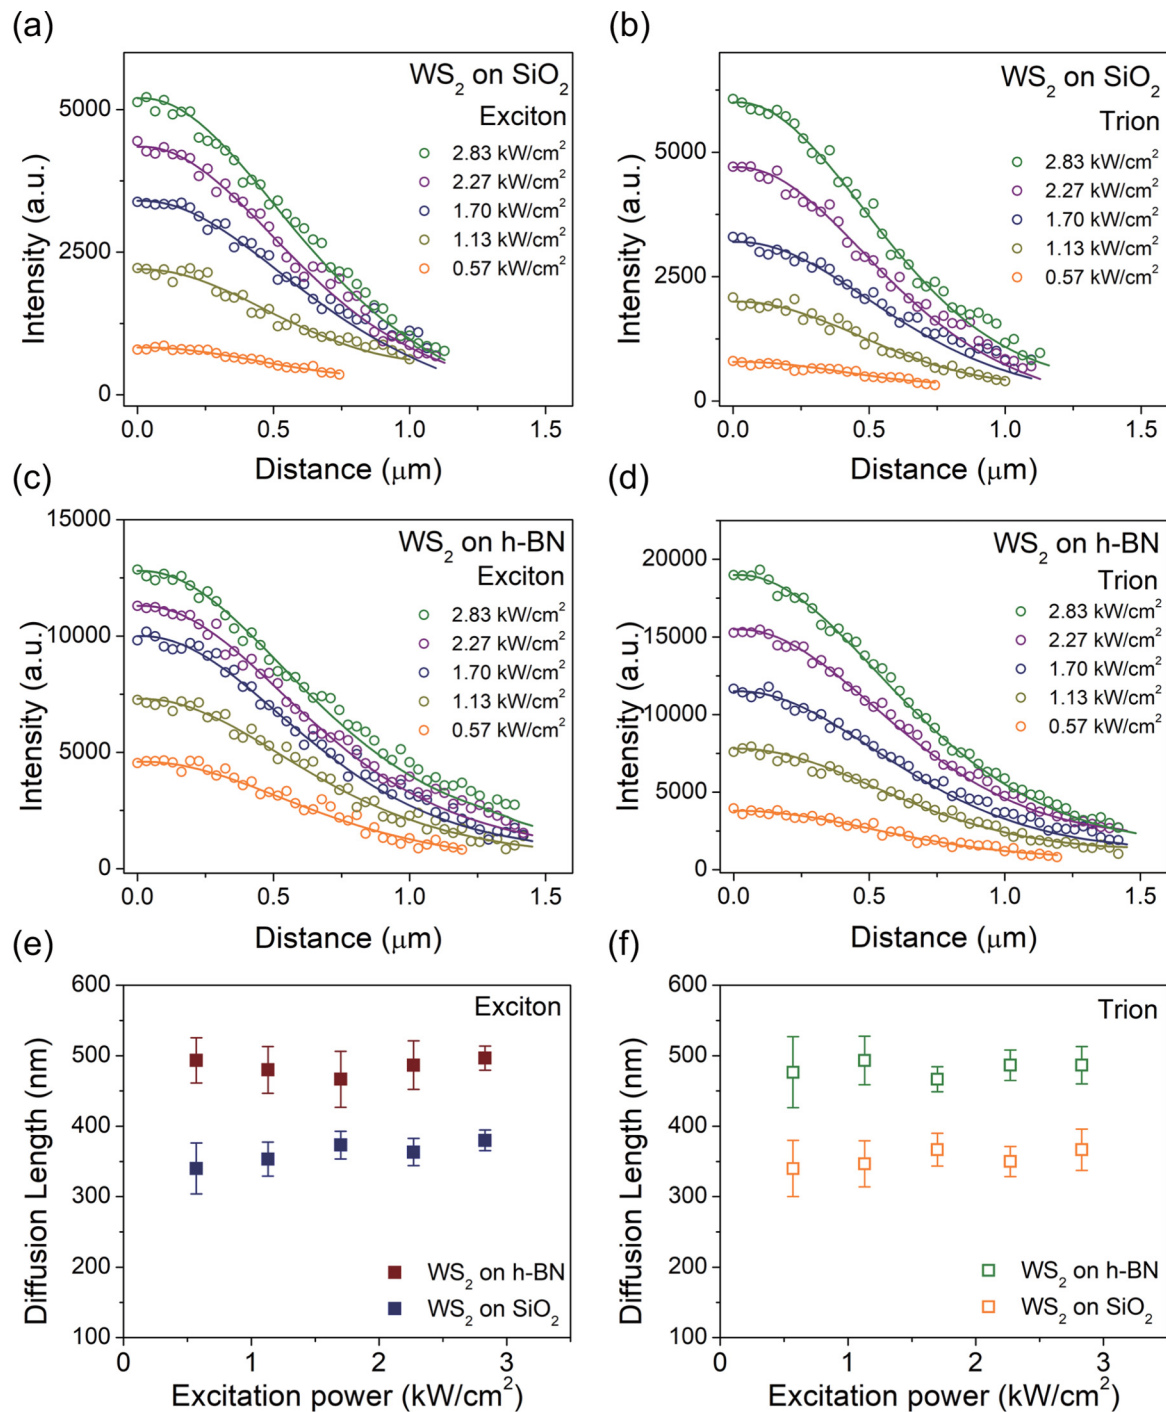 (a)
WS₂ on SiO₂
Exciton
2.83 kW/cm²
2.27 kW/cm²
1.70 kW/cm²
1.13 kW/cm²
0.57 kW/cm²
Intensity (a.u.)
5000
2500
0
0.0 0.5 1.0 1.5
Distance (μm)
(b)
WS₂ on SiO₂
Trion
2.83 kW/cm²
2.27 kW/cm²
1.70 kW/cm²
1.13 kW/cm²
0.57 kW/cm²
Intensity (a.u.)
5000
2500
0
0.0 0.5 1.0 1.5
Distance (μm)
(c)
WS₂ on h-BN
Exciton
2.83 kW/cm²
2.27 kW/cm²
1.70 kW/cm²
1.13 kW/cm²
0.57 kW/cm²
Intensity (a.u.)
15000
10000
5000
0
0.0 0.5 1.0 1.5
Distance (μm)
(d)
WS₂ on h-BN
Trion
2.83 kW/cm²
2.27 kW/cm²
1.70 kW/cm²
1.13 kW/cm²
0.57 kW/cm²
Intensity (a.u.)
20000
15000
10000
5000
0
0.0 0.5 1.0 1.5
Distance (μm)
(e)
Exciton
Diffusion Length (nm)
600
500
400
300
200
100
WS₂ on h-BN
WS₂ on SiO₂
0 1 2 3
Excitation power (kW/cm²)
(f)
Trion
Diffusion Length (nm)
600
500
400
300
200
100
WS₂ on h-BN
WS₂ on SiO₂
0 1 2 3
Excitation power (kW/cm²)